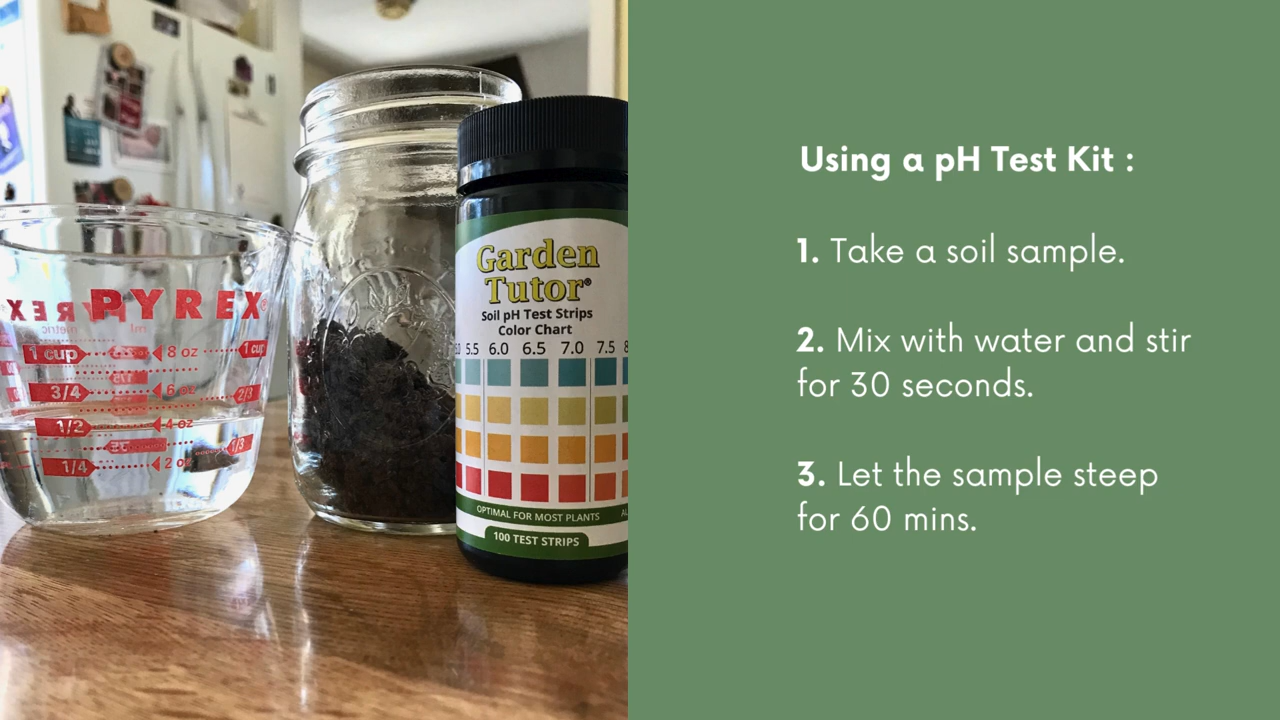 PYREX
1 cup 8 oz 1 cup
3/4 6 oz 2/3
1/2 4 oz
1/3
1/4 2 oz
Garden
Tutor®
Soil pH Test Strips
Color Chart
5.5 6.0 6.5 7.0 7.5
OPTIMAL FOR MOST PLANTS
100 TEST STRIPS
Using a pH Test Kit :
1. Take a soil sample.
2. Mix with water and stir
for 30 seconds.
3. Let the sample steep
for 60 mins.